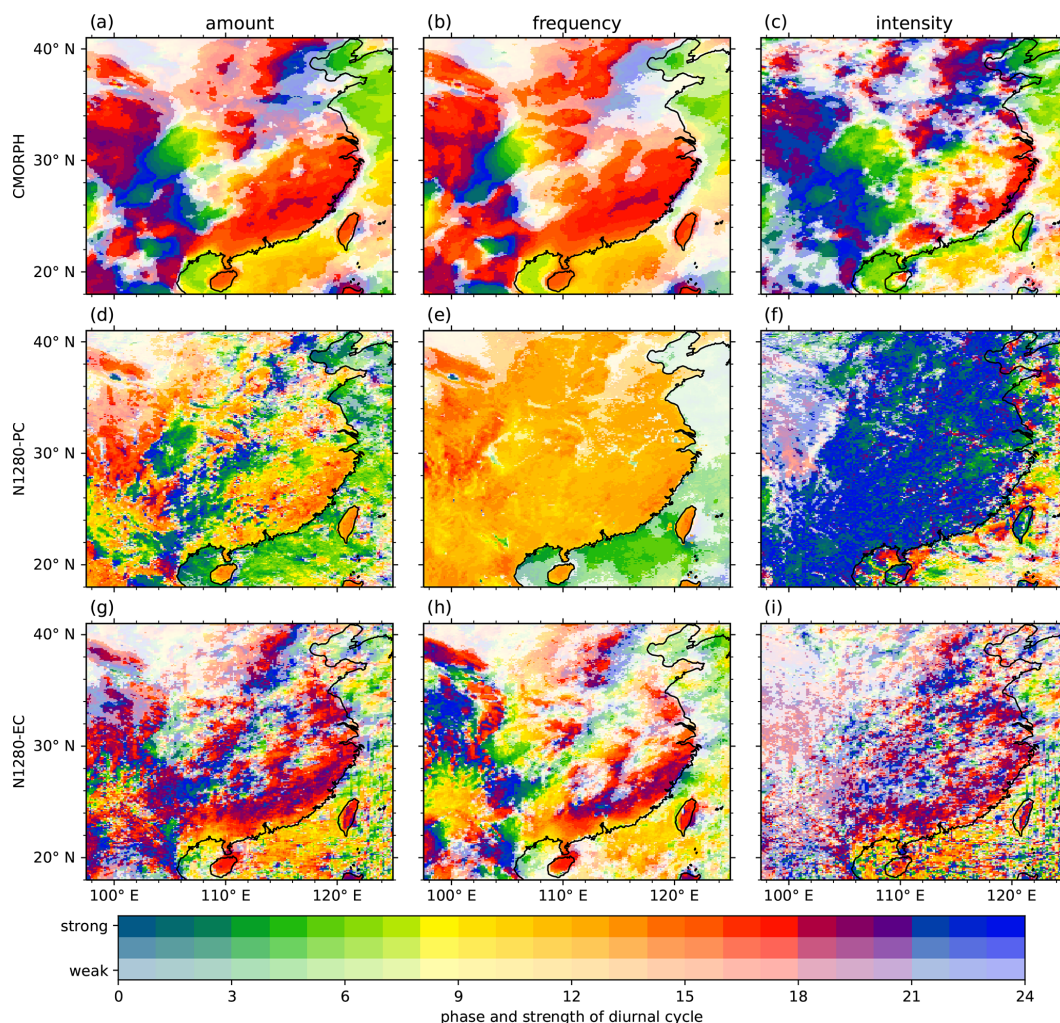 (a) amount (b) frequency (c) intensity
40° N
30° N
20° N
CMORPH
(d) (e) (f)
40° N
30° N
20° N
N1280-PC
(g) (h) (i)
40° N
30° N
20° N
N1280-EC
100° E 110° E 120° E 100° E 110° E 120° E 100° E 110° E 120° E
strong
weak
0 3 6 9 12 15 18 21 24
phase and strength of diurnal cycle